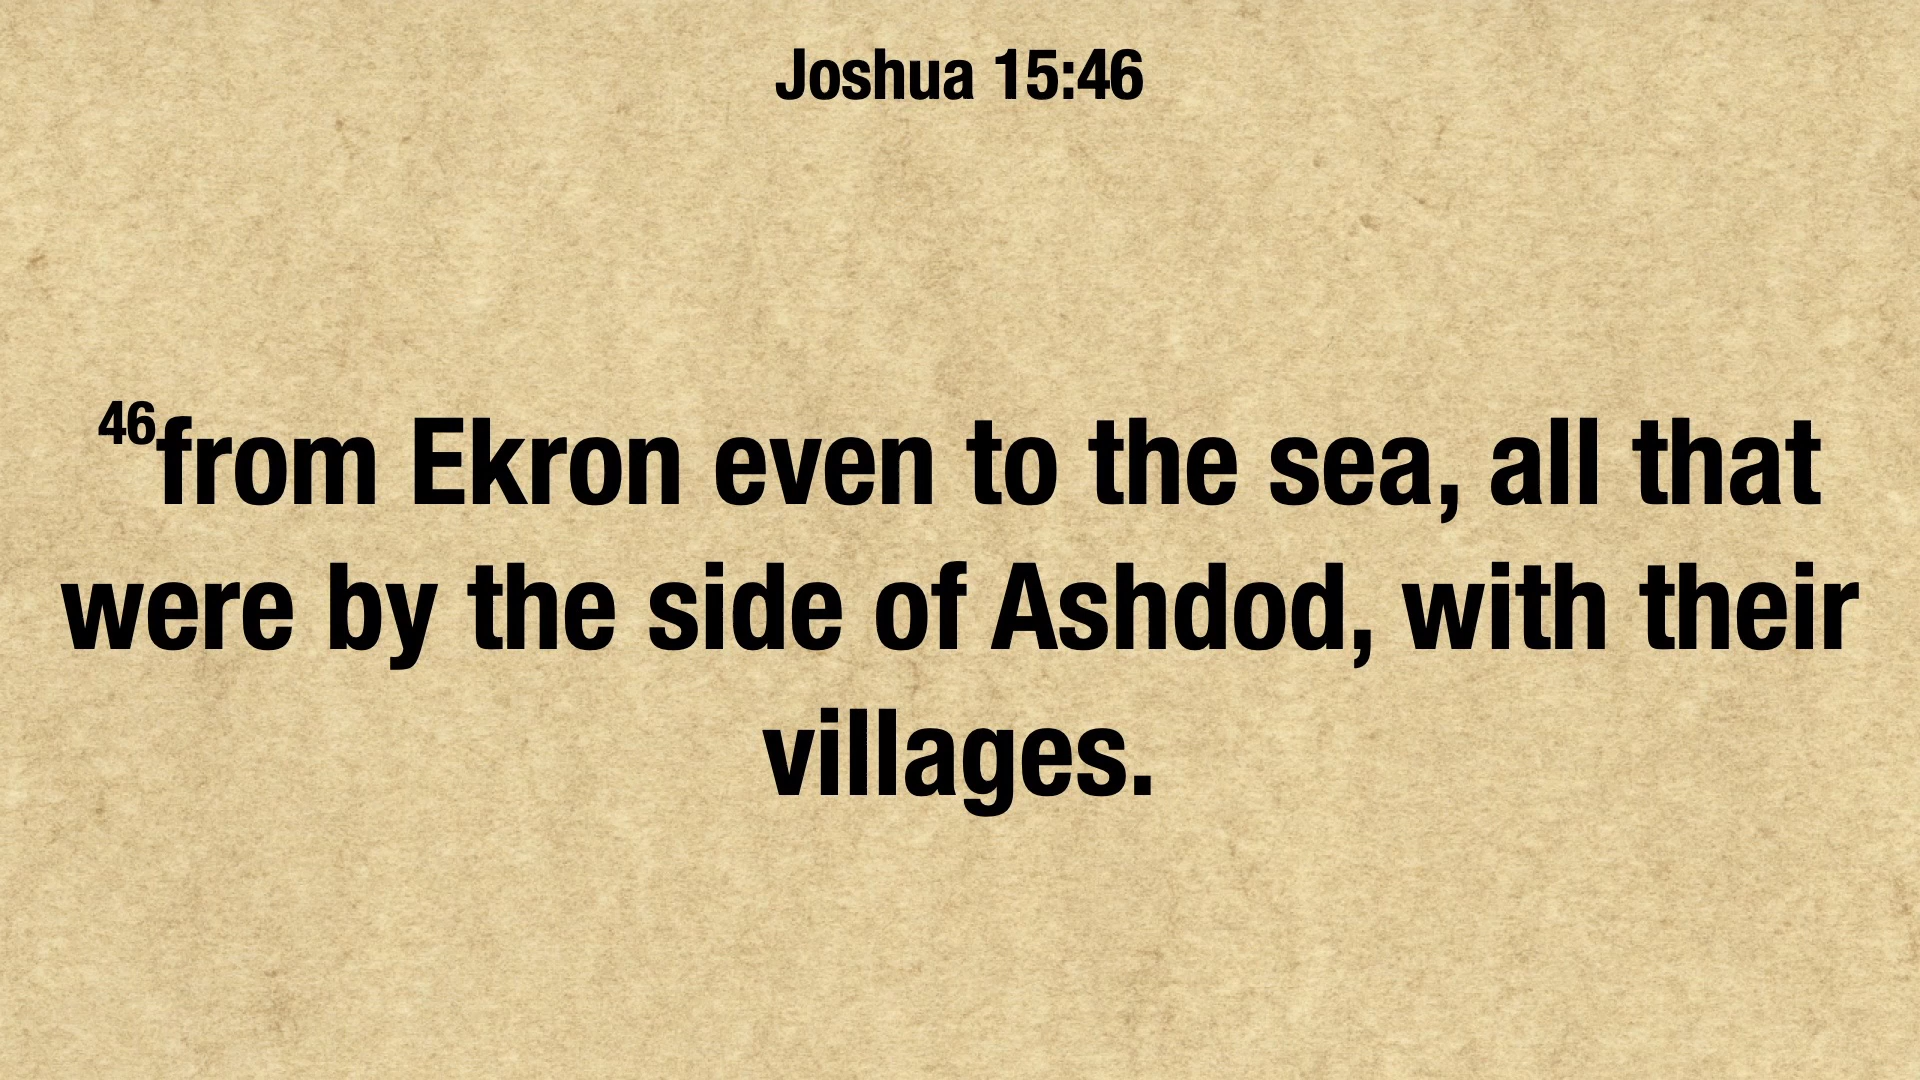 Joshua 15:46
46from Ekron even to the sea, all that
were by the side of Ashdod, with their
villages.